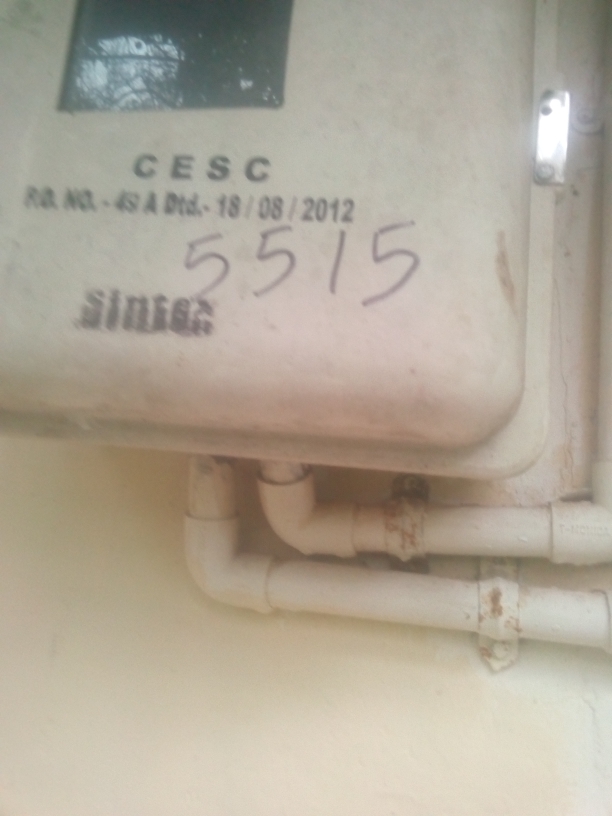 CESC
P.O. NO.- 45/ A Dtd.- 18/08/2012
5515
Sintex